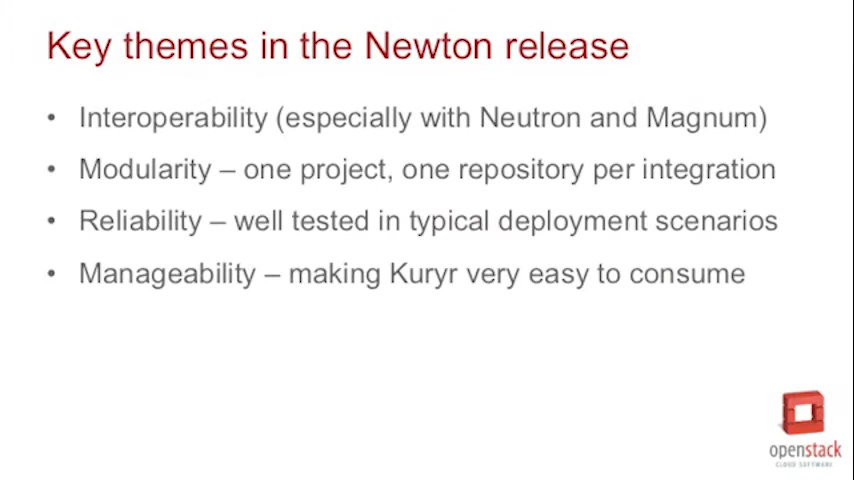 Key themes in the Newton release
• Interoperability (especially with Neutron and Magnum)
• Modularity – one project, one repository per integration
• Reliability – well tested in typical deployment scenarios
• Manageability – making Kuryr very easy to consume
openstack
CLOUD SOFTWARE